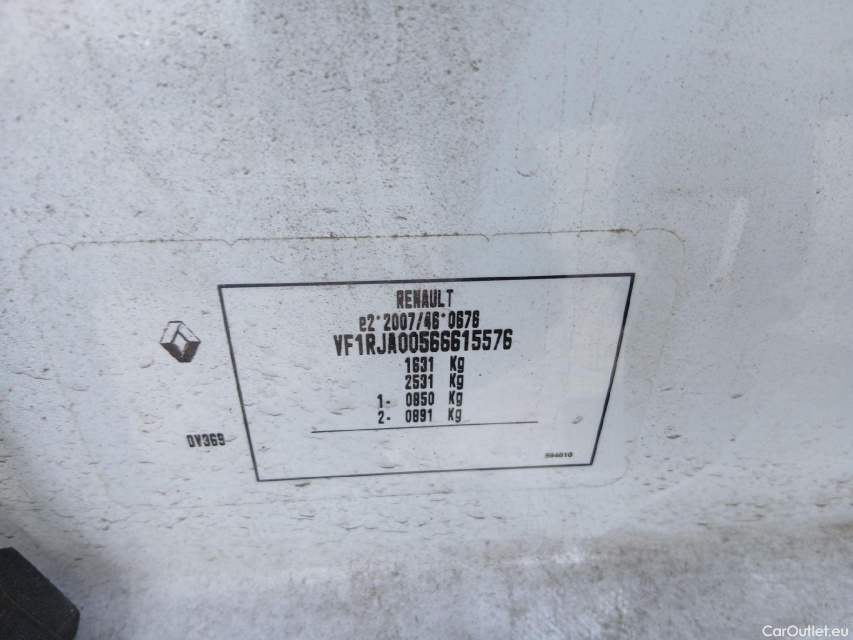 RENAULT
e2*2007/46*0676
VF1RJA00566615576
1631 Kg
2531 Kg
1- 0850 Kg
2- 0891 Kg
DV369
594010
CarOutlet.eu